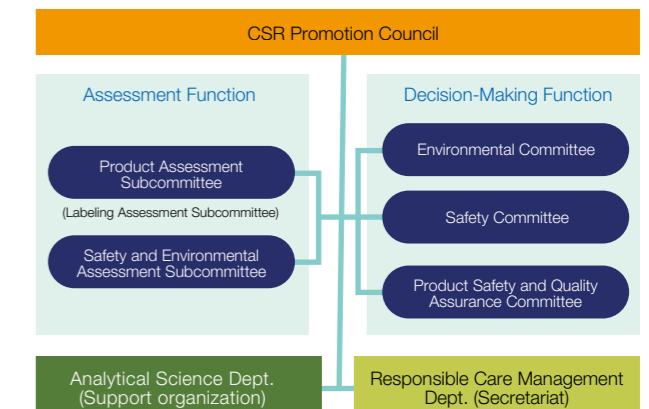 CSR Promotion Council
Assessment Function
Product Assessment
Subcommittee
(Labeling Assessment Subcommittee)
Safety and Environmental
Assessment Subcommittee
Decision-Making Function
Environmental Committee
Safety Committee
Product Safety and Quality
Assurance Committee
Analytical Science Dept.
(Support organization)
Responsible Care Management
Dept. (Secretariat)